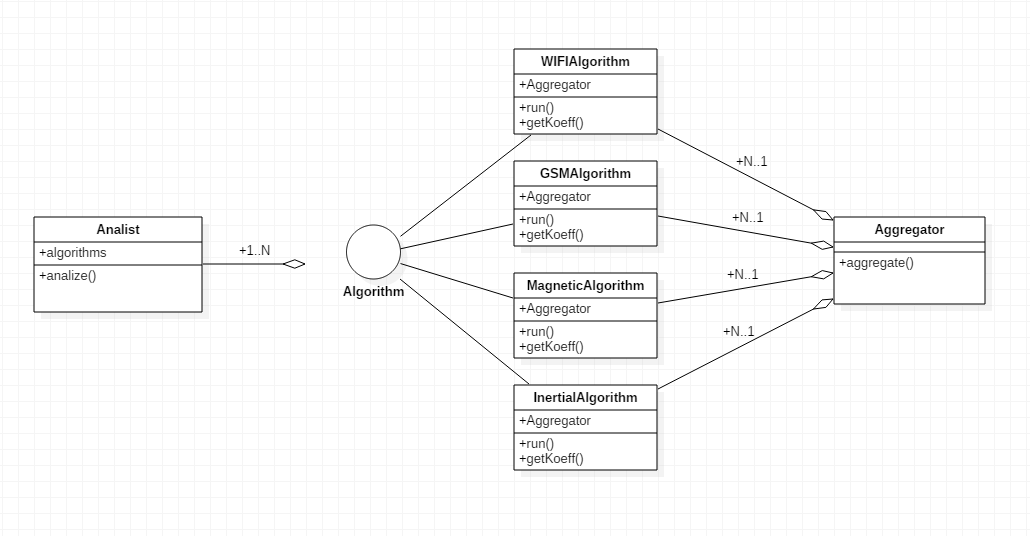 Analist
+algorithms
+analize()
+1..N
Algorithm
WIFIAlgorithm
+Aggregator
+run()
+getKoeff()
GSMAlgorithm
+Aggregator
+run()
+getKoeff()
MagneticAlgorithm
+Aggregator
+run()
+getKoeff()
InertialAlgorithm
+Aggregator
+run()
+getKoeff()
+N..1
+N..1
+N..1
+N..1
Aggregator
+aggregate()